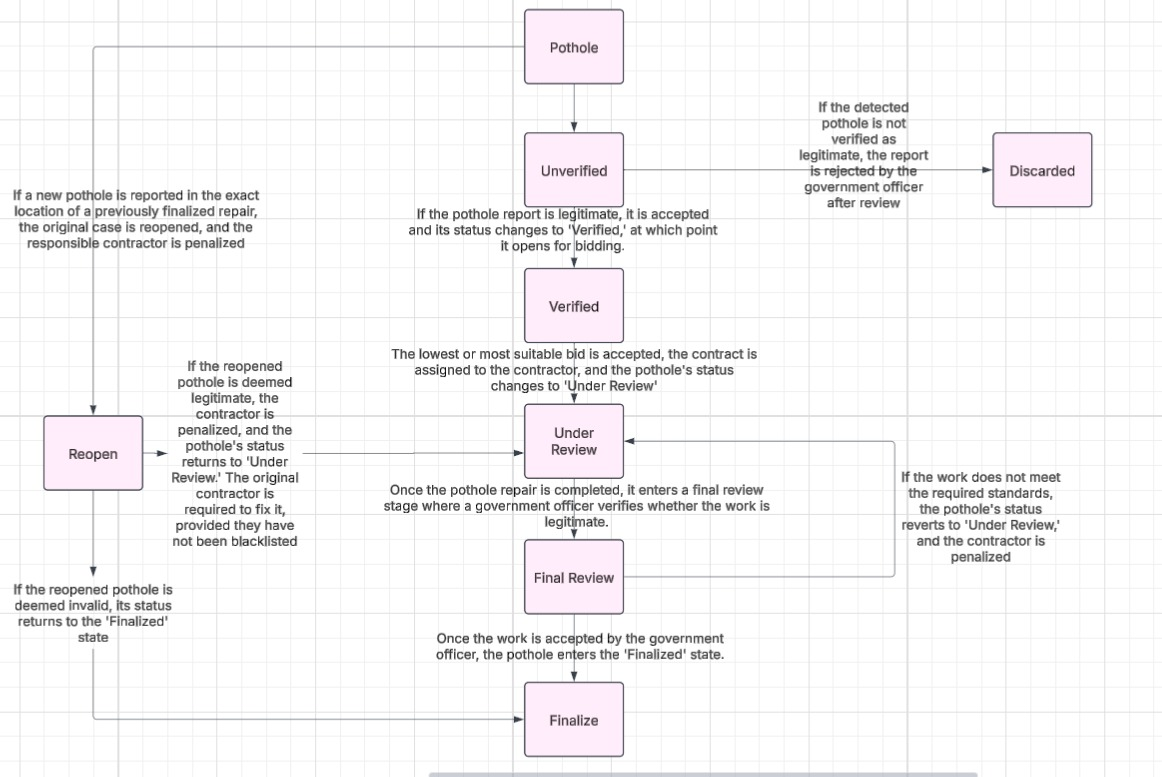 Pothole
If the detected
pothole is not
verified as
legitimate, the report
is rejected by the
government officer
after review
Unverified
Discarded
If a new pothole is reported in the exact
location of a previously finalized repair,
the original case is reopened, and the
responsible contractor is penalized
If the pothole report is legitimate, it is accepted
and its status changes to 'Verified,' at which point
it opens for bidding.
Verified
The lowest or most suitable bid is accepted, the contract is
assigned to the contractor, and the pothole's status
changes to 'Under Review'
If the reopened
pothole is deemed
legitimate, the
contractor is
penalized, and the
pothole's status
returns to 'Under
Review.' The original
contractor is
required to fix it,
provided they have
not been blacklisted
Reopen
Under
Review
Once the pothole repair is completed, it enters a final review
stage where a government officer verifies whether the work is
legitimate.
If the work does not meet
the required standards,
the pothole's status
reverts to 'Under Review,'
and the contractor is
penalized
Final Review
If the reopened pothole is
deemed invalid, its status
returns to the 'Finalized'
state
Once the work is accepted by the government
officer, the pothole enters the 'Finalized' state.
Finalize